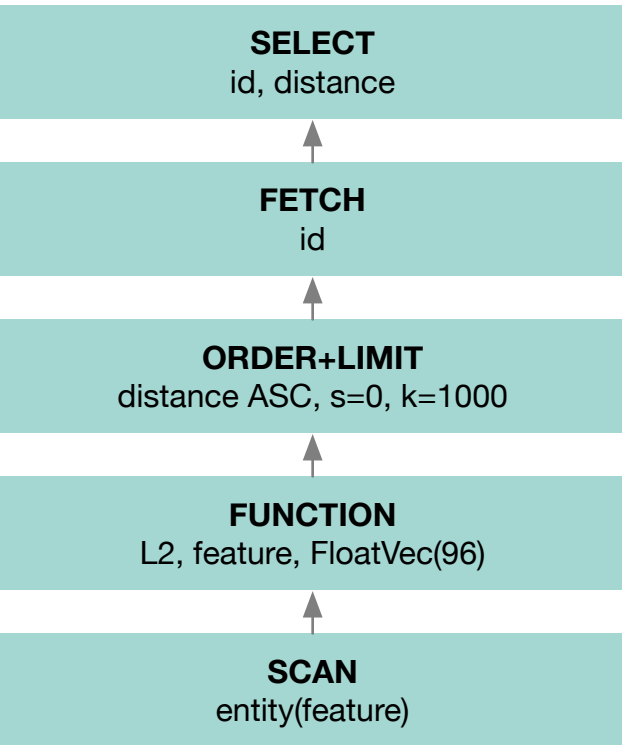 SELECT
id, distance
FETCH
id
ORDER+LIMIT
distance ASC, s=0, k=1000
FUNCTION
L2, feature, FloatVec(96)
SCAN
entity(feature)